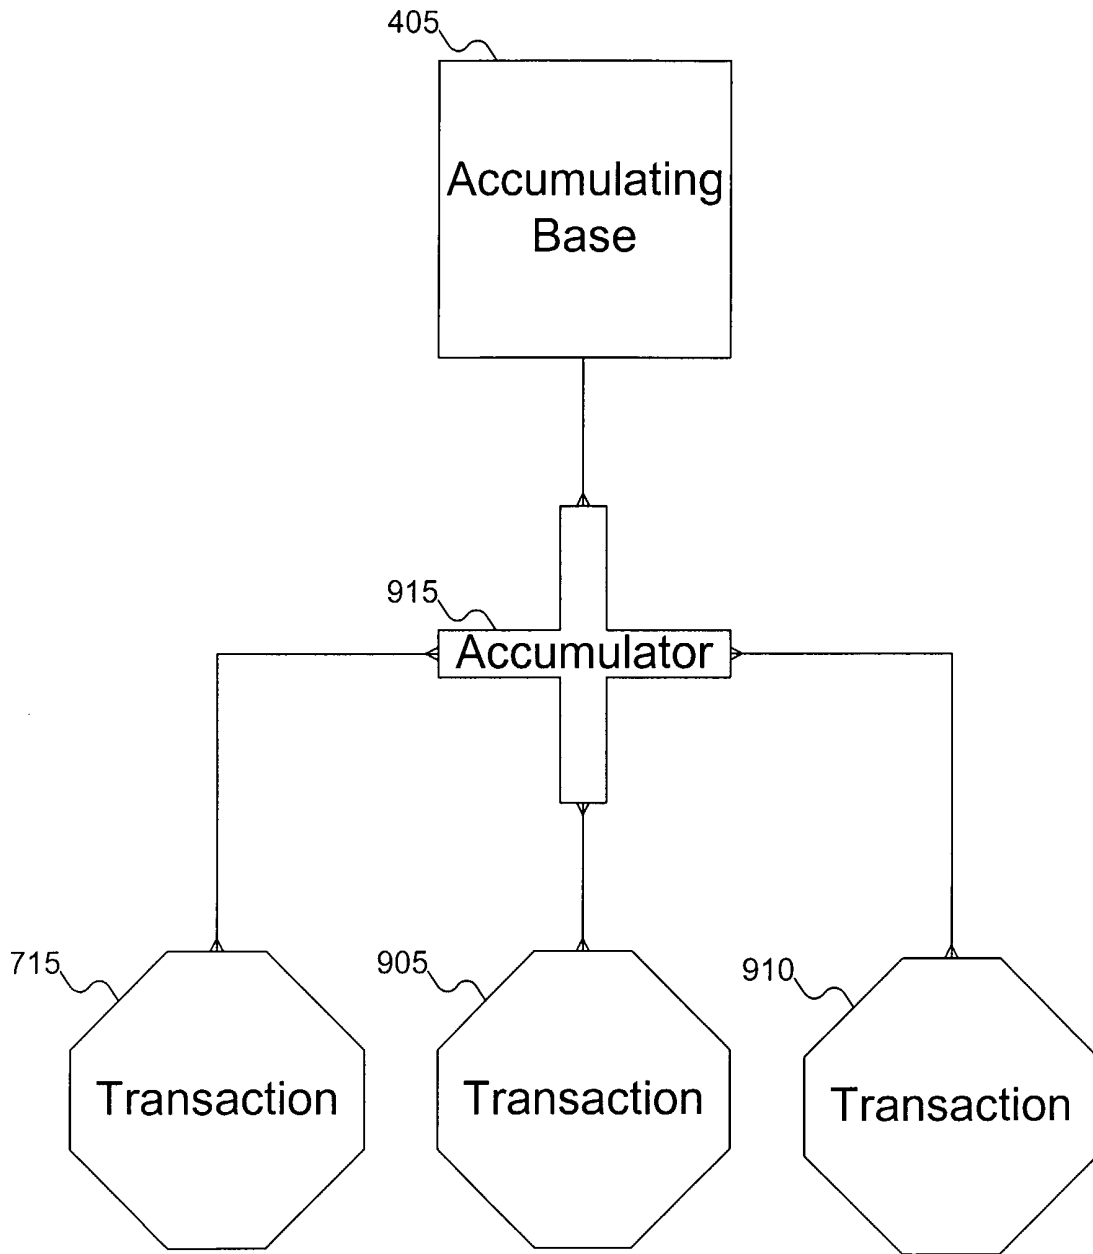 405
Accumulating
Base
915
Accumulator
715
905
910
Transaction
Transaction
Transaction